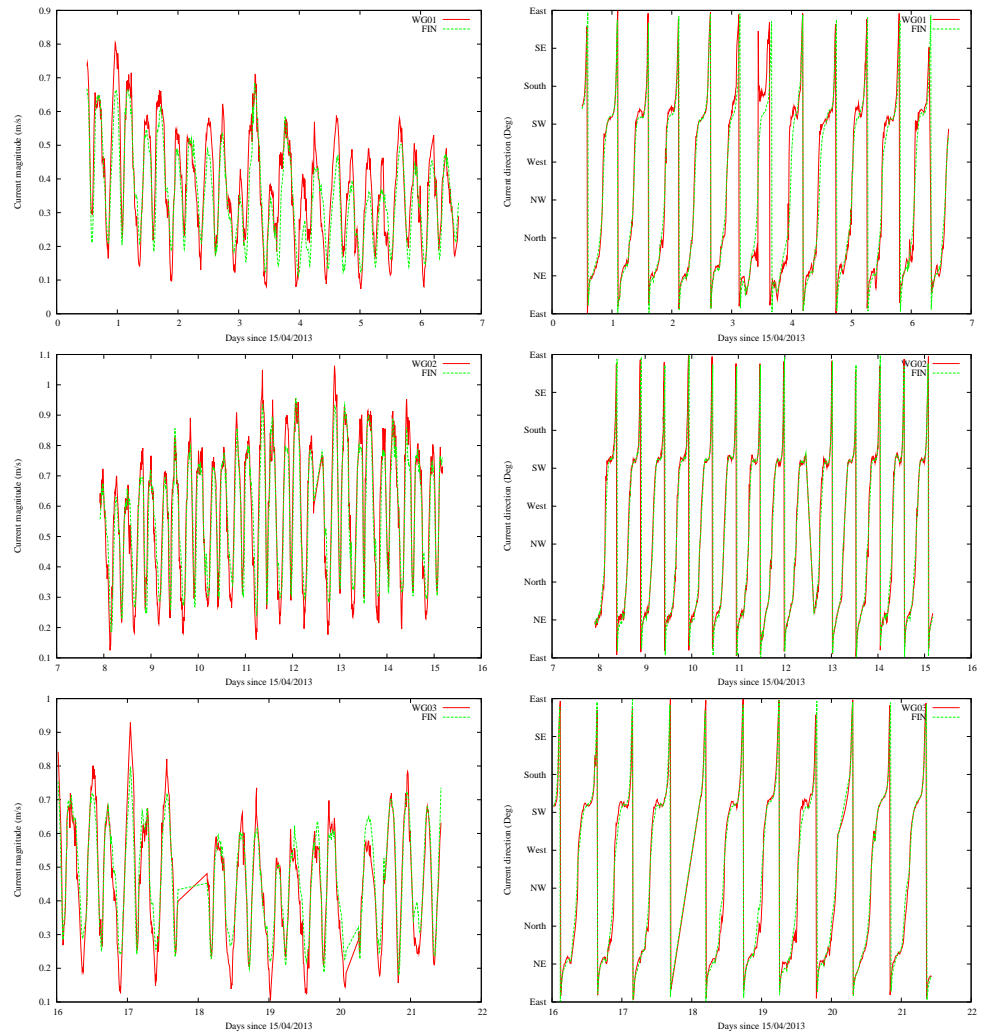 WG01
FIN
Current magnitude (m/s)
0.9
0.8
0.7
0.6
0.5
0.4
0.3
0.2
0.1
0
0 1 2 3 4 5 6 7
Days since 15/04/2013
WG01
FIN
Current direction (Deg)
East
SE
South
SW
West
NW
North
NE
East
0 1 2 3 4 5 6 7
Days since 15/04/2013
WG02
FIN
Current magnitude (m/s)
1.1
1
0.9
0.8
0.7
0.6
0.5
0.4
0.3
0.2
0.1
7 8 9 10 11 12 13 14 15 16
Days since 15/04/2013
WG02
FIN
Current direction (Deg)
East
SE
South
SW
West
NW
North
NE
East
7 8 9 10 11 12 13 14 15 16
Days since 15/04/2013
WG03
FIN
Current magnitude (m/s)
1
0.9
0.8
0.7
0.6
0.5
0.4
0.3
0.2
0.1
16 17 18 19 20 21 22
Days since 15/04/2013
WG03
FIN
Current direction (Deg)
East
SE
South
SW
West
NW
North
NE
East
16 17 18 19 20 21 22
Days since 15/04/2013